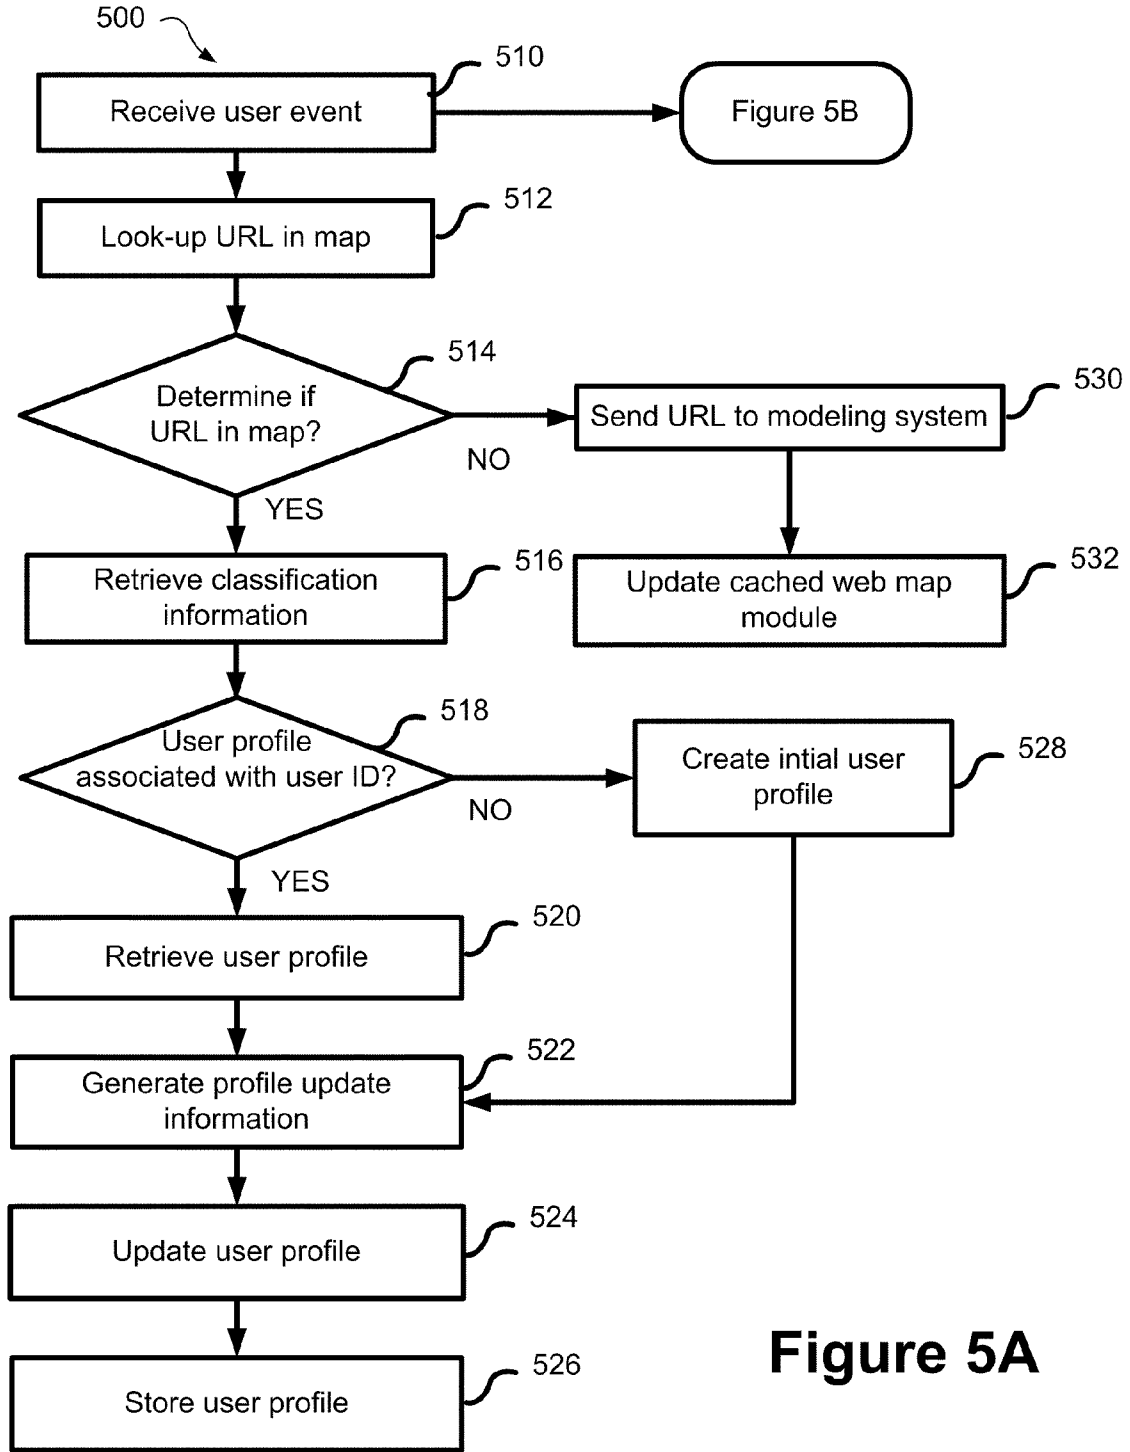 500
510
Receive user event
Figure 5B
512
Look-up URL in map
514
Determine if
URL in map?
NO
YES
530
Send URL to modeling system
532
Update cached web map
module
516
Retrieve classification
information
518
User profile
associated with user ID?
NO
YES
528
Create intial user
profile
520
Retrieve user profile
522
Generate profile update
information
524
Update user profile
526
Store user profile
Figure 5A